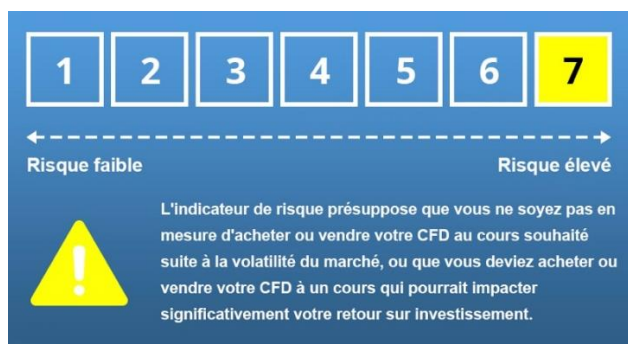 1 2 3 4 5 6 7
Risque faible Risque élevé
L'indicateur de risque présuppose que vous ne soyez pas en
mesure d'acheter ou vendre votre CFD au cours souhaité
suite à la volatilité du marché, ou que vous deviez acheter ou
vendre votre CFD à un cours qui pourrait impacter
significativement votre retour sur investissement.